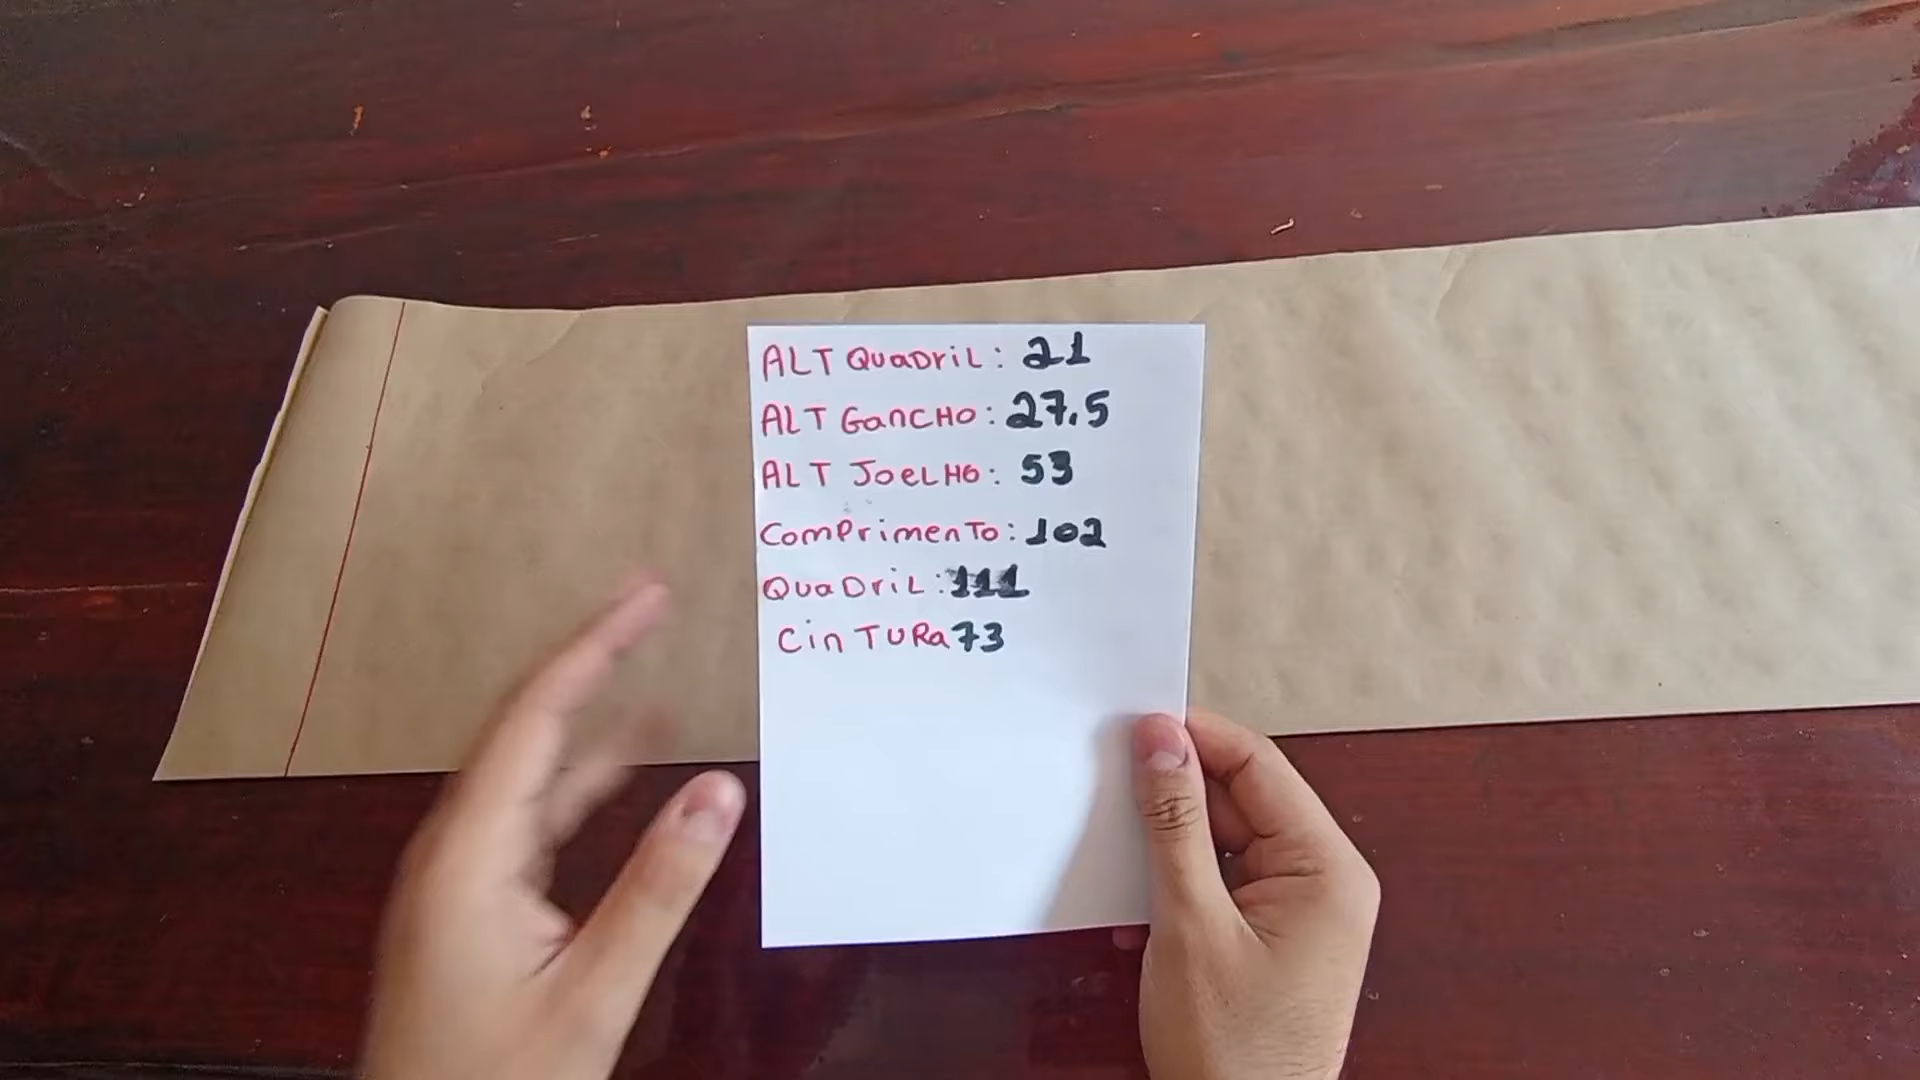 ALT QUADriL: 21
ALT GanCHO: 27.5
ALT JoeLHO: 53
ComPrimenTo: 102
QuaDriL: 111
CinTURa 73